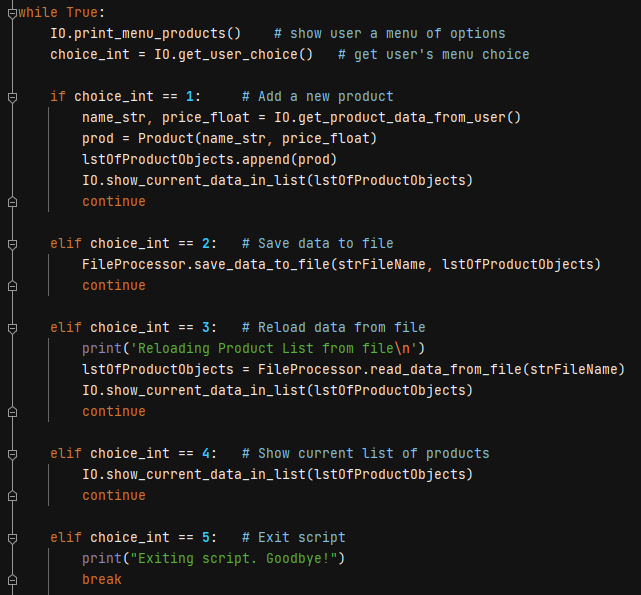 while True:
    IO.print_menu_products()    # show user a menu of options
    choice_int = IO.get_user_choice()   # get user's menu choice

    if choice_int == 1:     # Add a new product
        name_str, price_float = IO.get_product_data_from_user()
        prod = Product(name_str, price_float)
        lstOfProductObjects.append(prod)
        IO.show_current_data_in_list(lstOfProductObjects)
        continue

    elif choice_int == 2:   # Save data to file
        FileProcessor.save_data_to_file(strFileName, lstOfProductObjects)
        continue

    elif choice_int == 3:   # Reload data from file
        print('Reloading Product List from file\n')
        lstOfProductObjects = FileProcessor.read_data_from_file(strFileName)
        IO.show_current_data_in_list(lstOfProductObjects)
        continue

    elif choice_int == 4:   # Show current list of products
        IO.show_current_data_in_list(lstOfProductObjects)
        continue

    elif choice_int == 5:   # Exit script
        print("Exiting script. Goodbye!")
        break